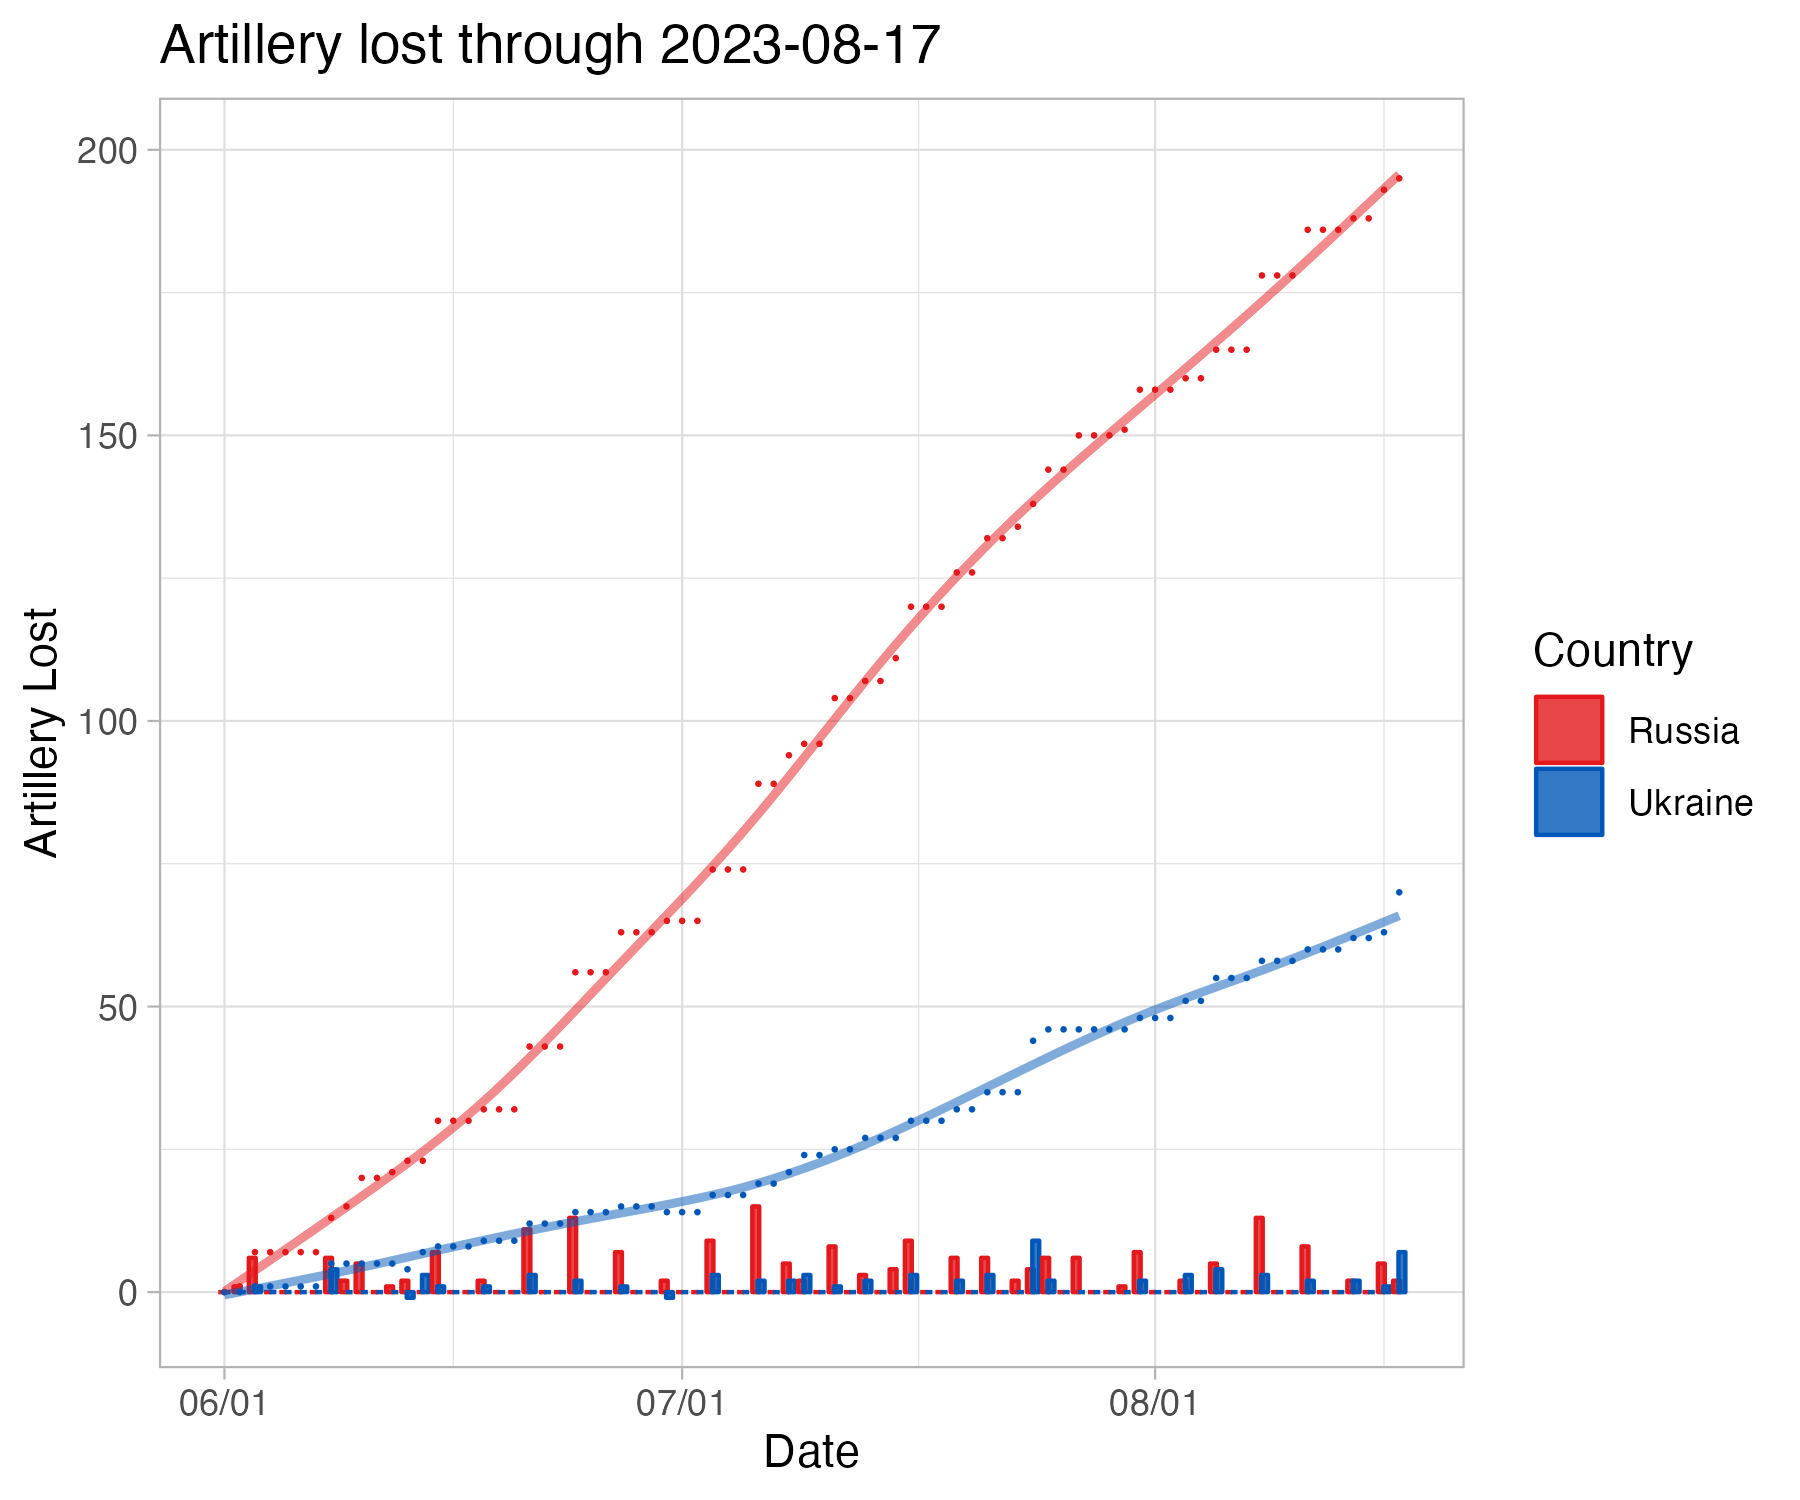 Artillery lost through 2023-08-17
Artillery Lost
200
150
100
50
0
06/01
07/01
08/01
Date
Country
Russia
Ukraine